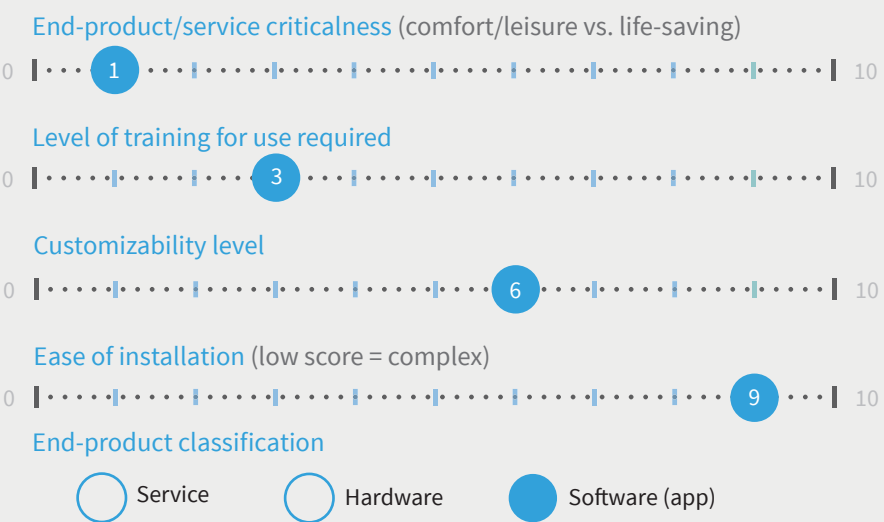 End-product/service criticalness (comfort/leisure vs. life-saving)
0 1 10
Level of training for use required
0 3 10
Customizability level
0 6 10
Ease of installation (low score = complex)
0 9 10
End-product classification
Service Hardware Software (app)